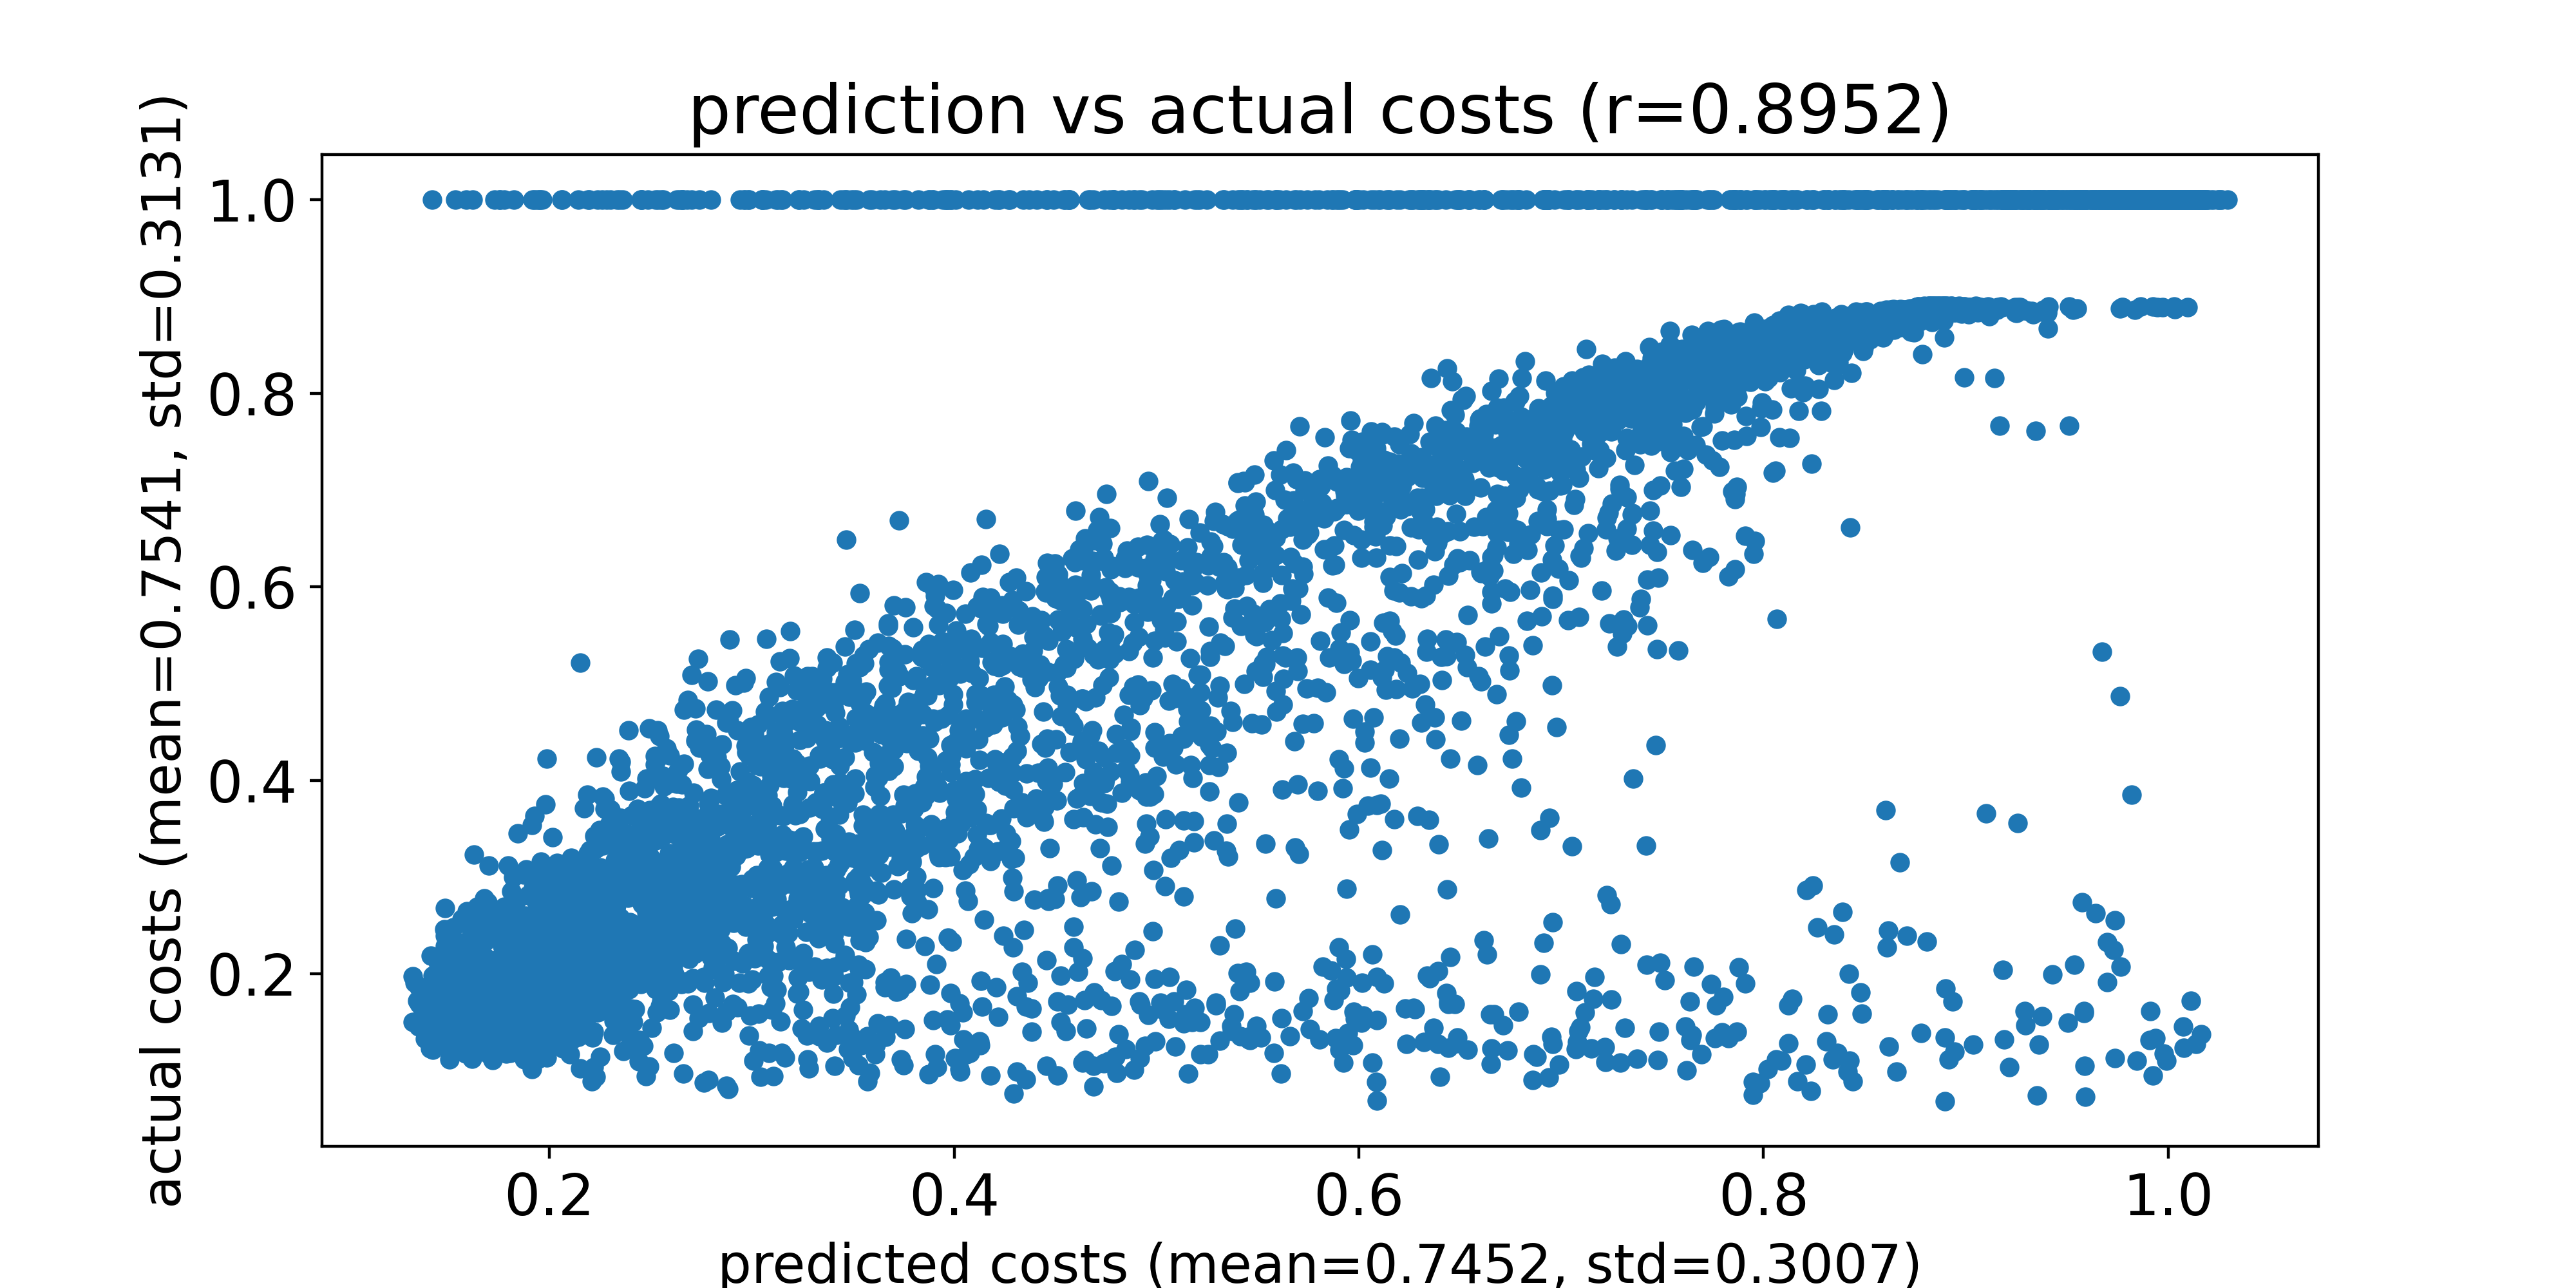 prediction vs actual costs (r=0.8952)
actual costs (mean=0.7541, std=0.3131)
1.0
0.8
0.6
0.4
0.2
0.2 0.4 0.6 0.8 1.0
predicted costs (mean=0.7452, std=0.3007)